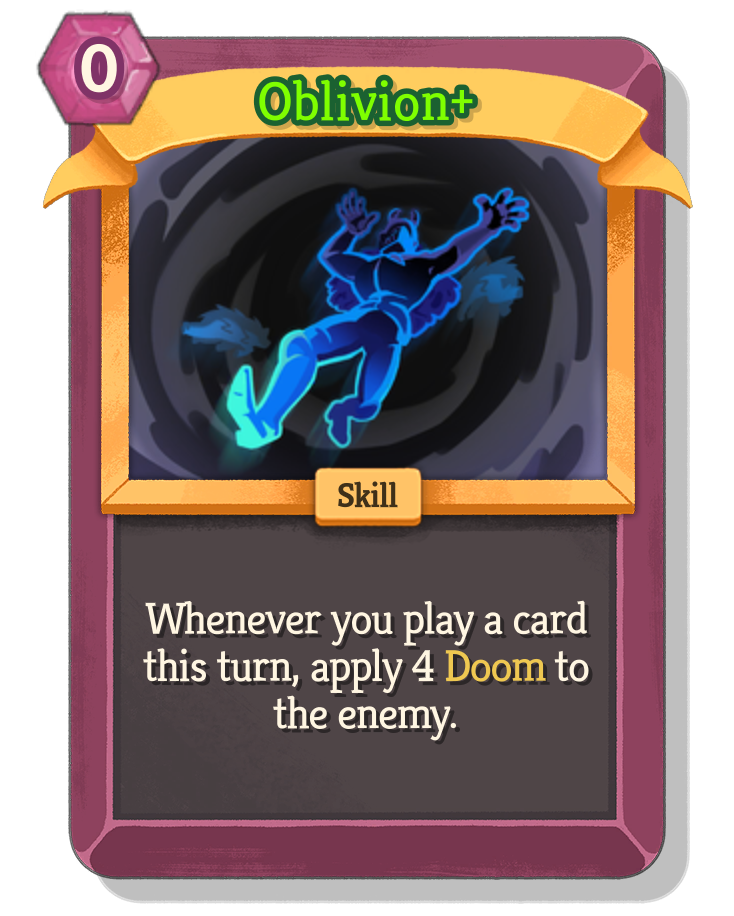 0
Oblivion+
Skill
Whenever you play a card
this turn, apply 4 Doom to
the enemy.